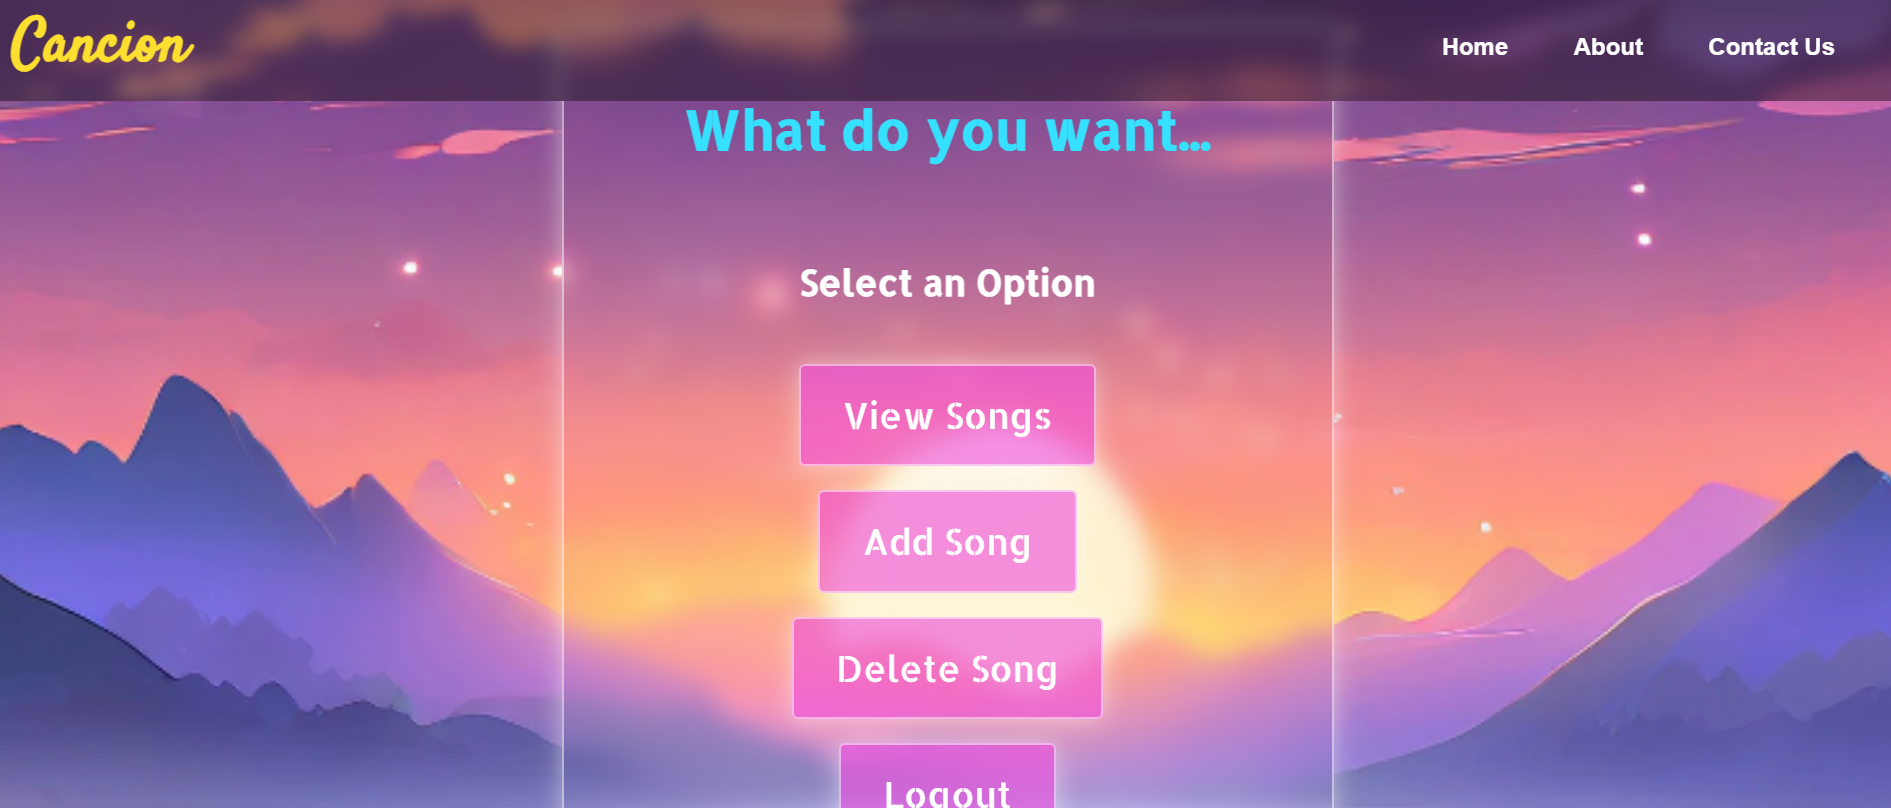 Cancion
Home About Contact Us
What do you want...
Select an Option
View Songs
Add Song
Delete Song
Logout